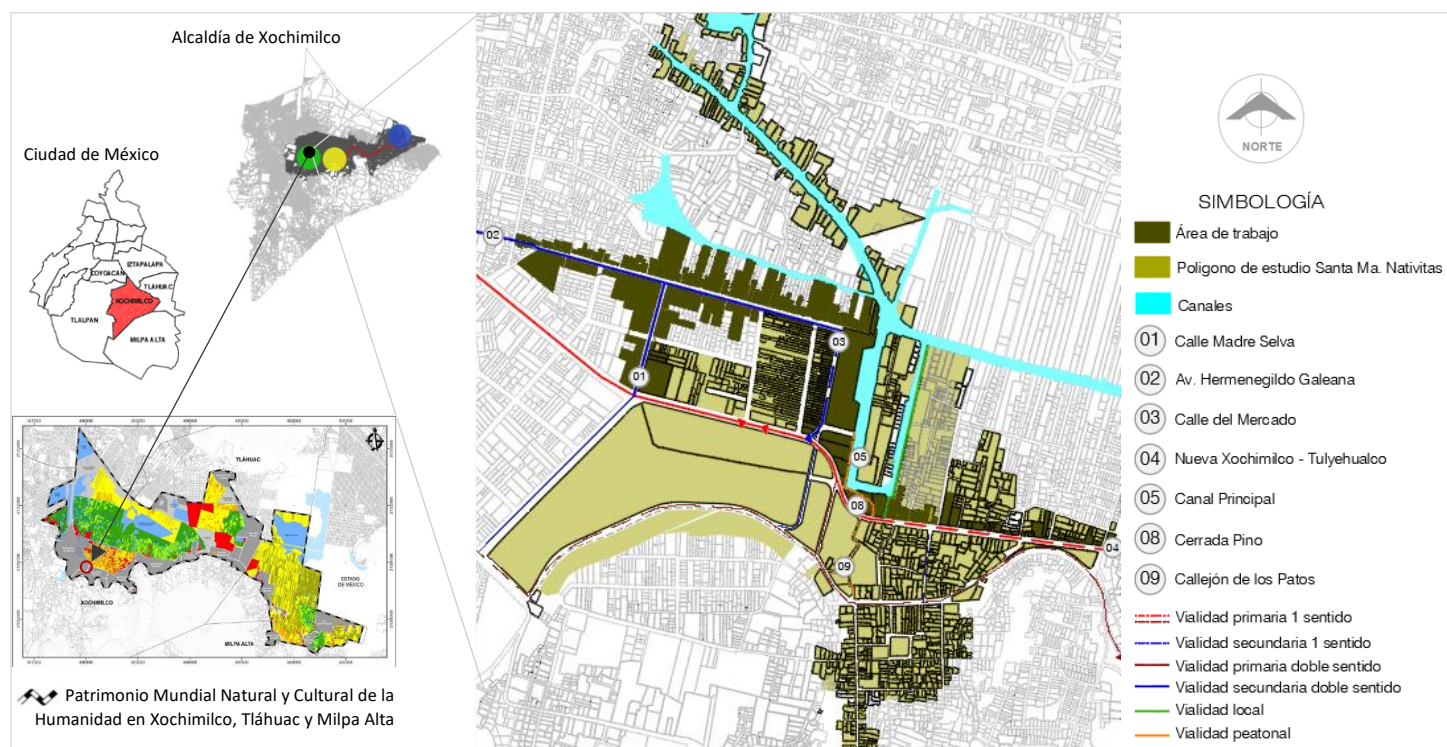 Alcaldía de Xochimilco
Ciudad de México
IZTAPALAPA
COYOACÁN
TLÁHUAC
XOCHIMILCO
TLALPAN
MILPA ALTA
TLÁHUAC
ESTADO
DE MÉXICO
XOCHIMILCO
MILPA ALTA
Patrimonio Mundial Natural y Cultural de la
Humanidad en Xochimilco, Tláhuac y Milpa Alta
02
03
01
05
08
04
09
NORTE
SIMBOLOGÍA
Área de trabajo
Poligono de estudio Santa Ma. Nativitas
Canales
01 Calle Madre Selva
02 Av. Hermenegildo Galeana
03 Calle del Mercado
04 Nueva Xochimilco - Tulyehualco
05 Canal Principal
08 Cerrada Pino
09 Callejón de los Patos
Vialidad primaria 1 sentido
Vialidad secundaria 1 sentido
Vialidad primaria doble sentido
Vialidad secundaria doble sentido
Vialidad local
Vialidad peatonal